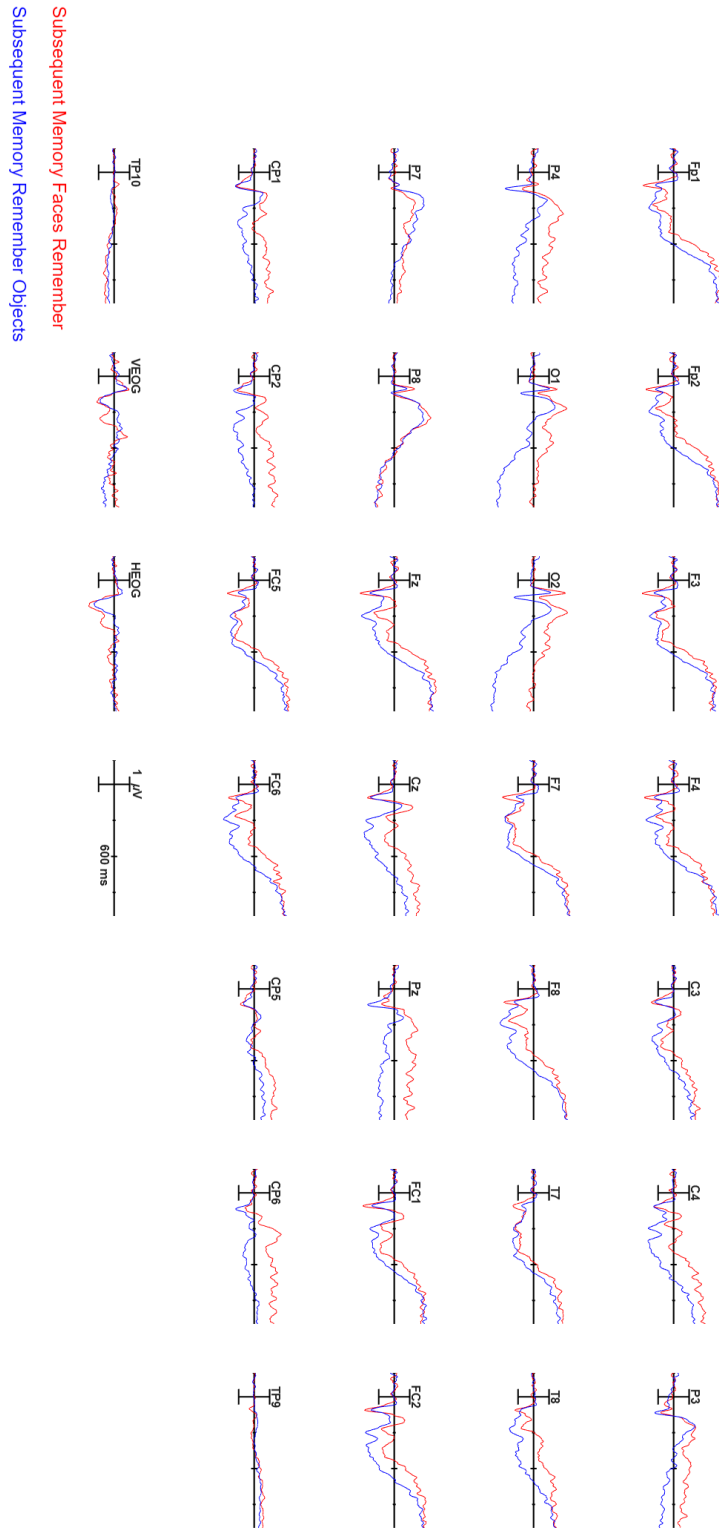 Fp1 Fp2 F3 F4 C3 C4 P3
P4 O1 O2 F7 F8 T7 T8
P7 P8 Fz Cz Pz FC1 FC2
CP1 CP2 FC5 FC6 CP5 CP6 TP9
TP10 VEOG HEOG 1 µV
600 ms
Subsequent Memory Faces Remember
Subsequent Memory Remember Objects